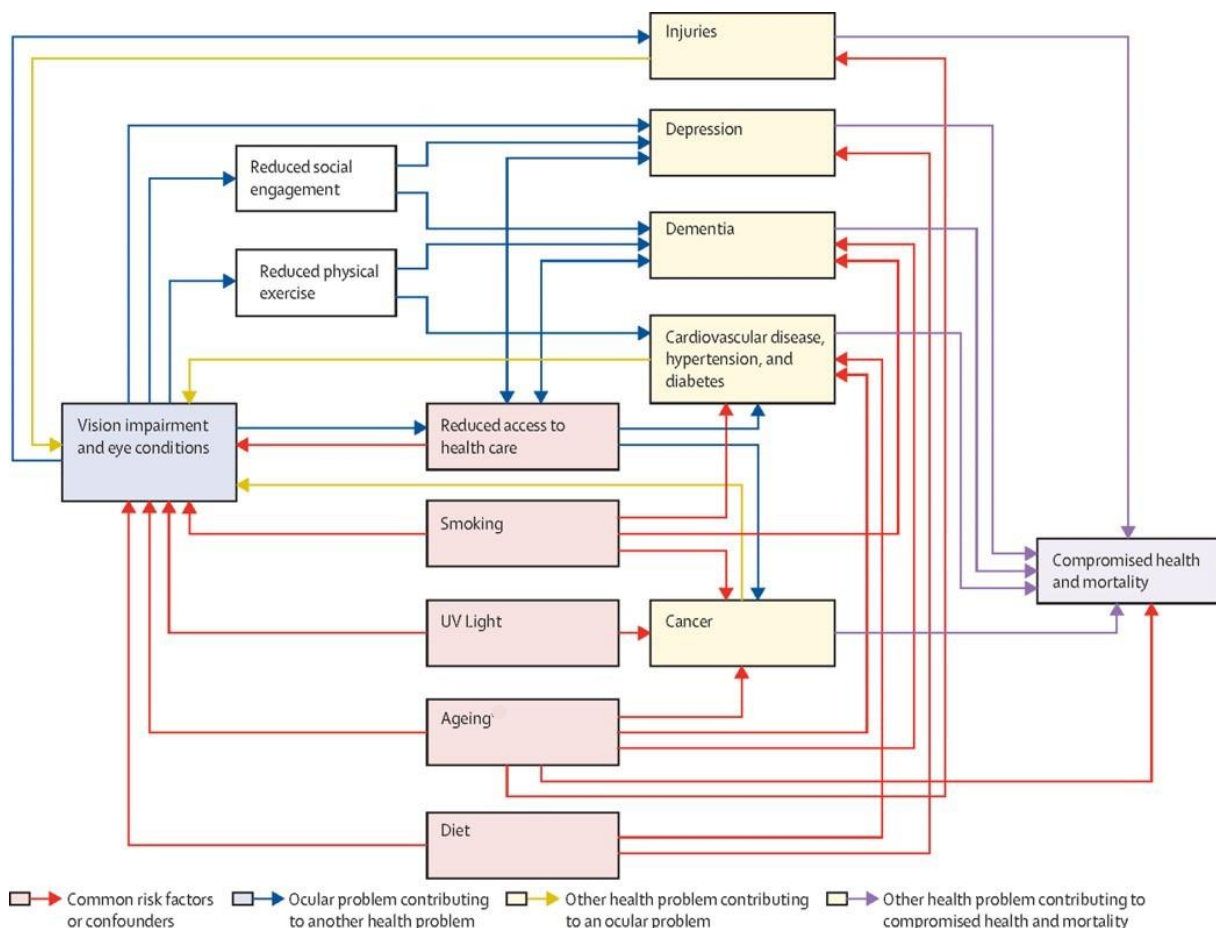 Injuries
Depression
Reduced social
engagement
Dementia
Reduced physical
exercise
Cardiovascular disease,
hypertension, and
diabetes
Vision impairment
and eye conditions
Reduced access to
health care
Smoking
Compromised health
and mortality
UV Light
Cancer
Ageing
Diet
Common risk factors
or confounders
Ocular problem contributing
to another health problem
Other health problem contributing
to an ocular problem
Other health problem contributing to
compromised health and mortality